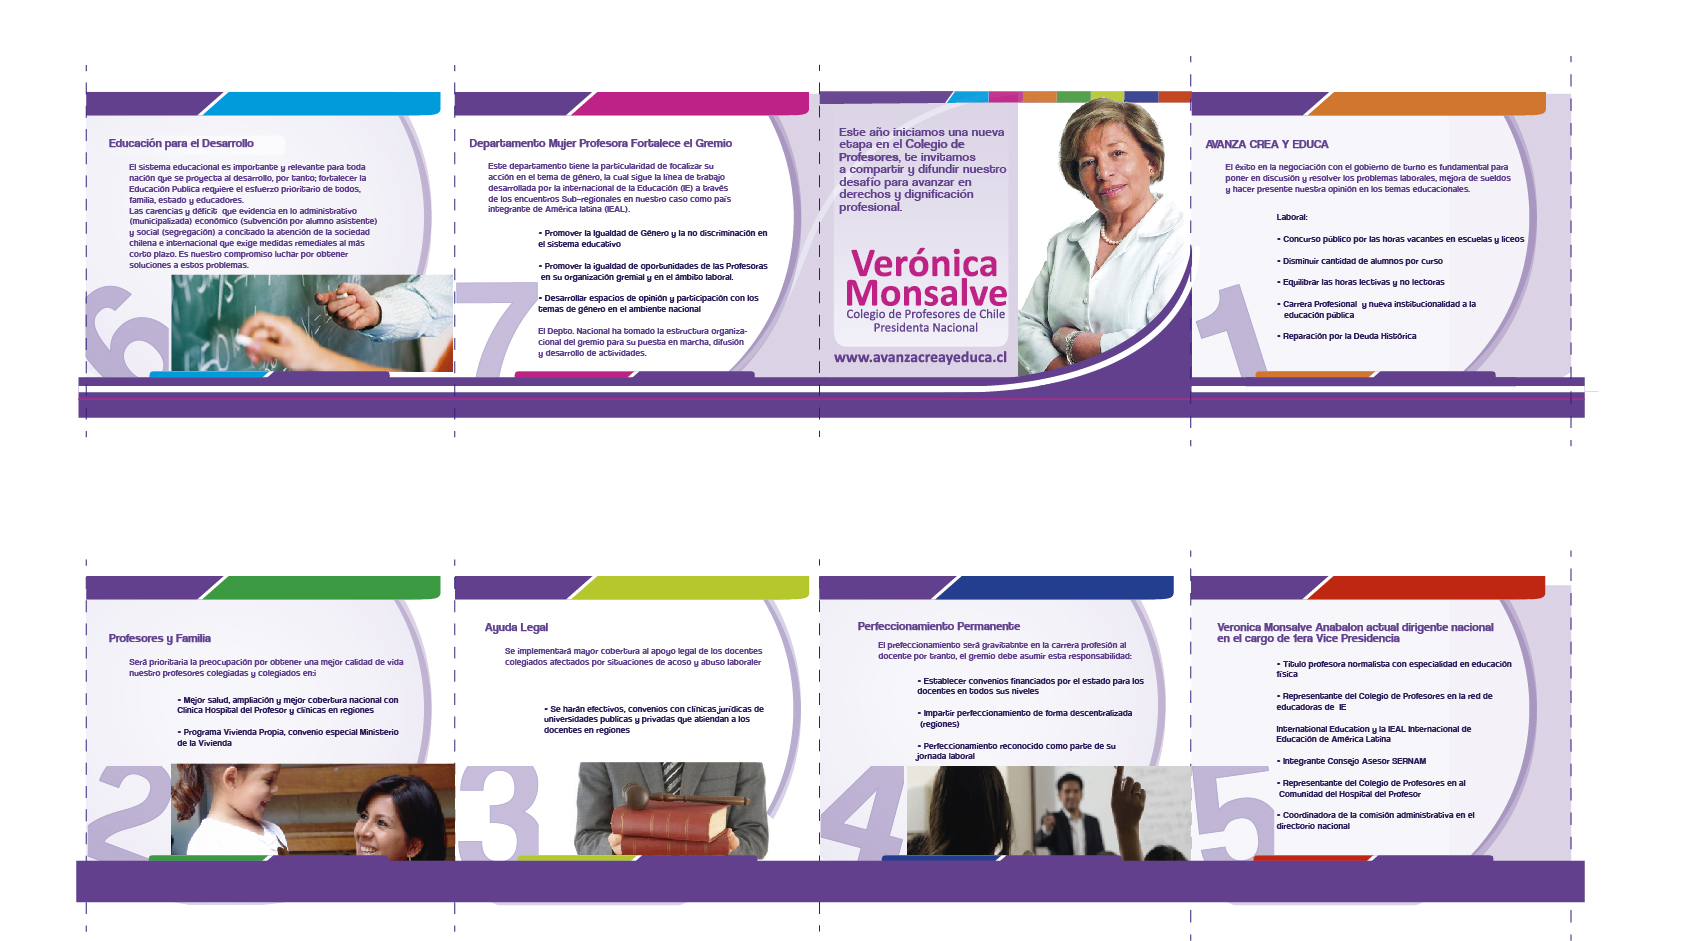 Educación para el Desarrollo
El sistema educacional es importante y relevante para toda
nación que se proyecta al desarrollo, por tanto; fortalecer la
Educación Publica requiere el esfuerzo prioritario de todos,
familia, estado y educadores.
Las carencias y déficit que evidencia en lo administrativo
(municipalizada) económico (subvención por alumno asistente)
y social (segregación) a concitado la atención de la sociedad
chilena e internacional que exige medidas remediales al más
corto plazo. Es nuestro compromiso luchar por obtener
soluciones a estos problemas.
6
Departamento Mujer Profesora Fortalece el Gremio
Este departamento tiene la particularidad de focalizar su
acción en el tema de género, la cual sigue la línea de trabajo
desarrollada por la internacional de la Educación (IE) a través
de los encuentros Sub-regionales en nuestro caso como país
integrante de América latina (IEAL).
- Promover la Igualdad de Género y la no discriminación en
el sistema educativo
- Promover la igualdad de oportunidades de las Profesoras
en su organización gremial y en el ámbito laboral.
- Desarrollar espacios de opinión y participación con los
temas de género en el ambiente nacional
El Depto. Nacional ha tomado la estructura organiza-
cional del gremio para su puesta en marcha, difusión
y desarrollo de actividades.
7
Este año iniciamos una nueva
etapa en el Colegio de
Profesores, te invitamos
a compartir y difundir nuestro
desafío para avanzar en
derechos y dignificación
profesional.
Verónica
Monsalve
Colegio de Profesores de Chile
Presidenta Nacional
www.avanzacreayeduca.cl
AVANZA CREA Y EDUCA
El éxito en la negociación con el gobierno de turno es fundamental para
poner en discusión y resolver los problemas laborales, mejora de sueldos
y hacer presente nuestra opinión en los temas educacionales.
Laboral:
- Concurso público por las horas vacantes en escuelas y liceos
- Disminuir cantidad de alumnos por curso
- Equilibrar las horas lectivas y no lectoras
- Carrera Profesional y nueva institucionalidad a la
educación pública
- Reparación por la Deuda Histórica
1
Profesores y Familia
Será prioritaria la preocupación por obtener una mejor calidad de vida
nuestro profesores colegiadas y colegiados en:i
- Mejor salud, ampliación y mejor cobertura nacional con
Clínica Hospital del Profesor y clínicas en regiones
- Programa Vivienda Propia, convenio especial Ministerio
de la Vivienda
2
Ayuda Legal
Se implementará mayor cobertura al apoyo legal de los docentes
colegiados afectados por situaciones de acoso y abuso laboraler
- Se harán efectivos, convenios con clínicas jurídicas de
universidades publicas y privadas que atiendan a los
docentes en regiones
3
Perfeccionamiento Permanente
El prefeccionamiento será gravitatnte en la carrera profesión al
docente por tranto, el gremio debe asumir esta responsabilidad:
- Establecer convenios financiados por el estado para los
docentes en todos sus niveles
- Impartir perfeccionamiento de forma descentralizada
(regiones)
- Perfeccionamiento reconocido como parte de su
jornada laboral
4
Veronica Monsalve Anabalon actual dirigente nacional
en el cargo de 1era Vice Presidencia
- Titulo profesora normalista con especialidad en educación
física
- Representante del Colegio de Profesores en la red de
educadoras de IE
International Education y la IEAL Internacional de
Educación de América Latina
- Integrante Consejo Asesor SERNAM
- Representante del Colegio de Profesores en al
Comunidad del Hospital del Profesor
- Coordinadora de la comisión administrativa en el
directorio nacional
5